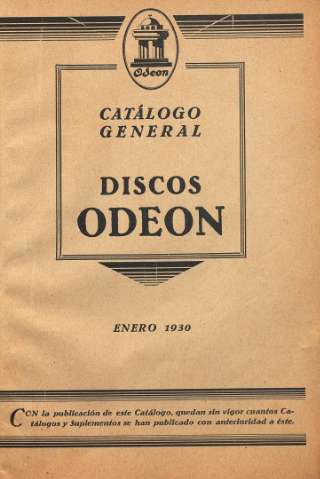 Odeon
CATÁLOGO
GENERAL
DISCOS
ODEON
ENERO 1930
CON la publicación de este Catálogo, quedan sin vigor cuantos Ca-
tálogos y Suplementos se han publicado con anterioridad a éste.